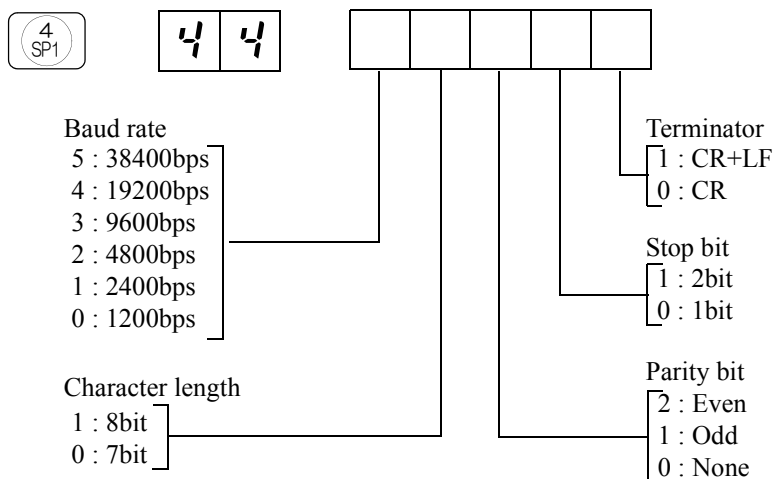 4
SP1
4 4
Baud rate
5 : 38400bps
4 : 19200bps
3 : 9600bps
2 : 4800bps
1 : 2400bps
0 : 1200bps
Character length
1 : 8bit
0 : 7bit
Terminator
1 : CR+LF
0 : CR
Stop bit
1 : 2bit
0 : 1bit
Parity bit
2 : Even
1 : Odd
0 : None